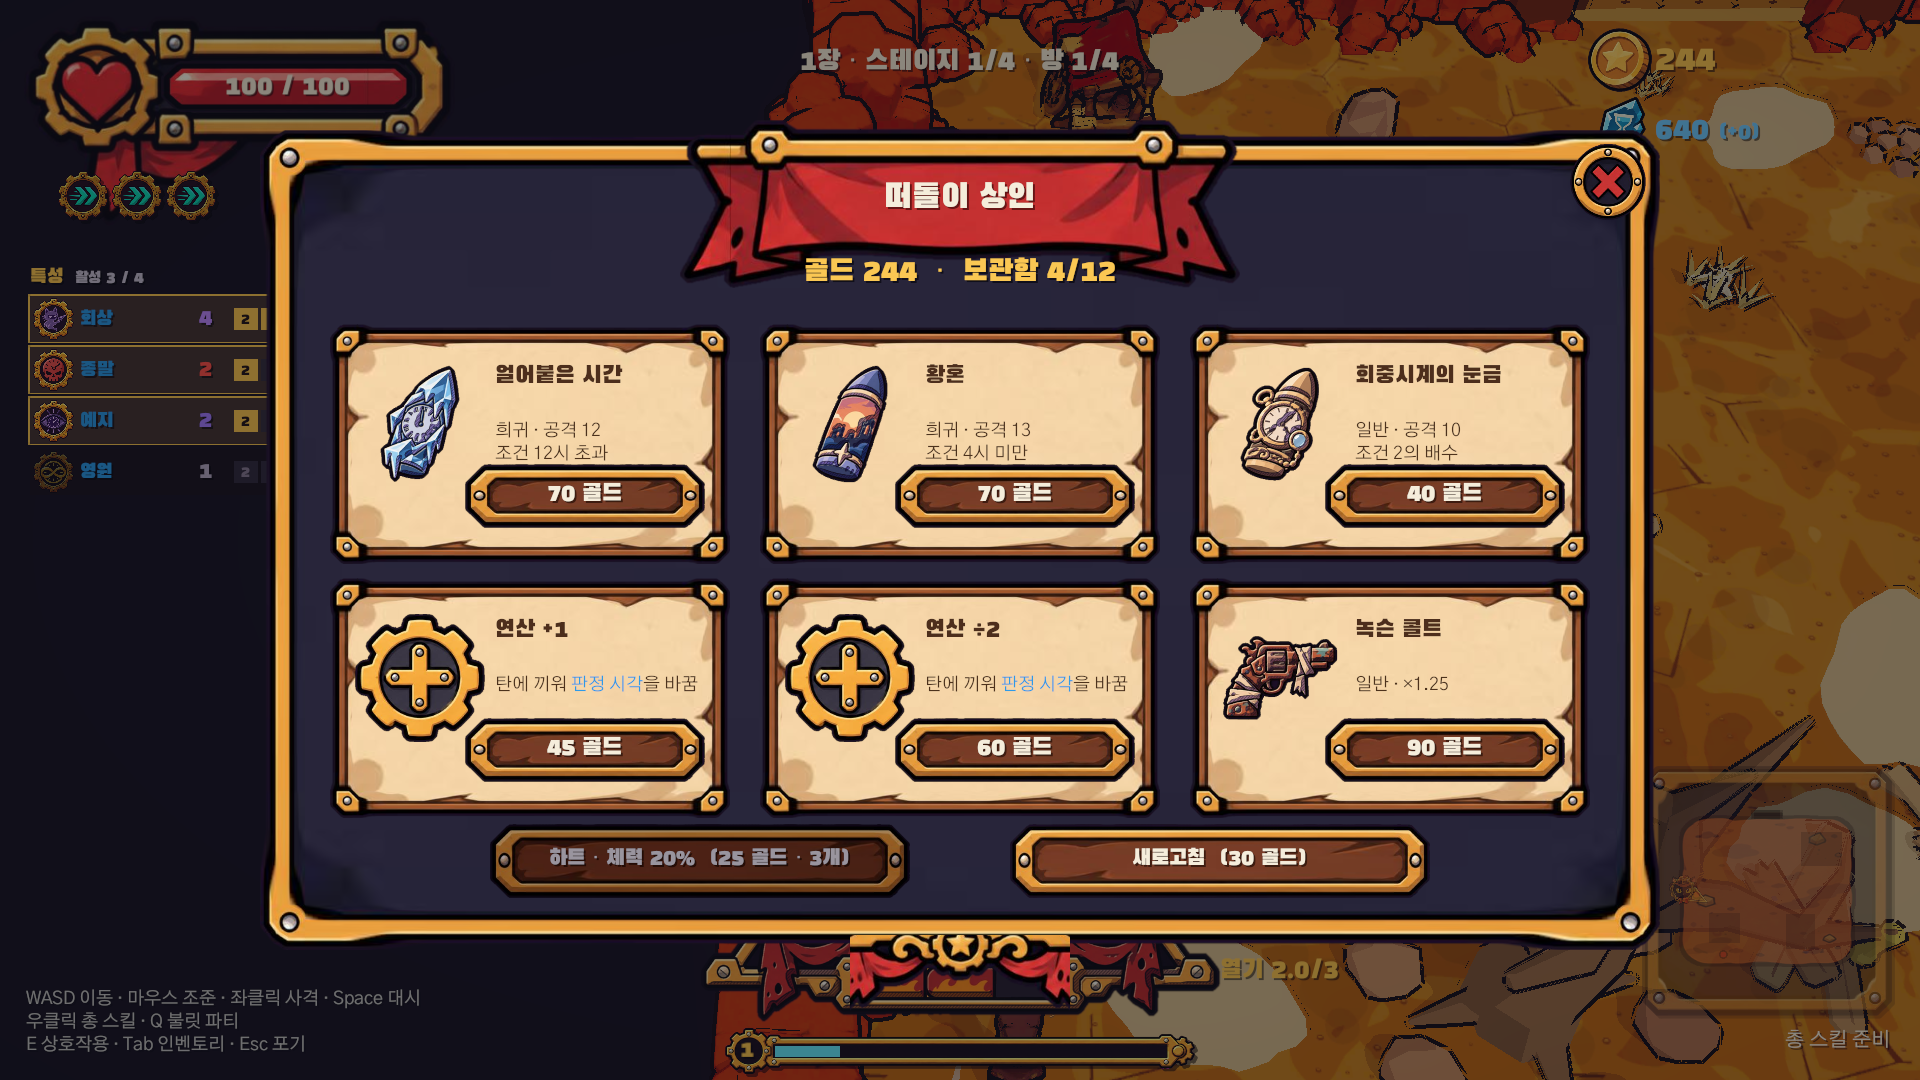 100 / 100
1장 · 스테이지 1/4 · 방 1/4
244
640 (+0)
떠돌이 상인
골드 244 · 보관함 4/12
특성 활성 3 / 4
회상 4 2
종말 2 2
예지 2 2
영원 1 2
얼어붙은 시간
희귀 · 공격 12
조건 12시 초과
70 골드
황혼
희귀 · 공격 13
조건 4시 미만
70 골드
회중시계의 눈금
일반 · 공격 10
조건 2의 배수
40 골드
연산 +1
탄에 끼워 판정 시각을 바꿈
45 골드
연산 ÷2
탄에 끼워 판정 시각을 바꿈
60 골드
녹슨 콜트
일반 · ×1.25
90 골드
하트 · 체력 20% (25 골드 · 3개)
새로고침 (30 골드)
열기 2.0/3
WASD 이동 · 마우스 조준 · 좌클릭 사격 · Space 대시
우클릭 총 스킬 · Q 불릿 파티
E 상호작용 · Tab 인벤토리 · Esc 포기
1
총 스킬 준비